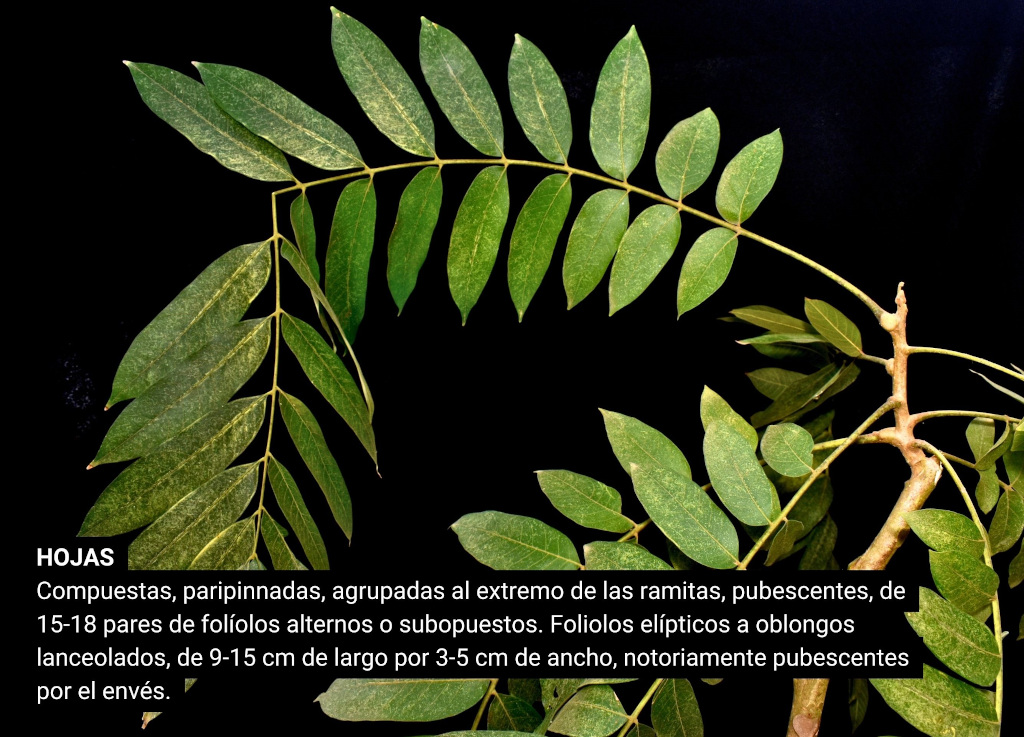 HOJAS
Compuestas, paripinnadas, agrupadas al extremo de las ramitas, pubescentes, de
15-18 pares de folíolos alternos o subopuestos. Foliolos elípticos a oblongos
lanceolados, de 9-15 cm de largo por 3-5 cm de ancho, notoriamente pubescentes
por el envés.